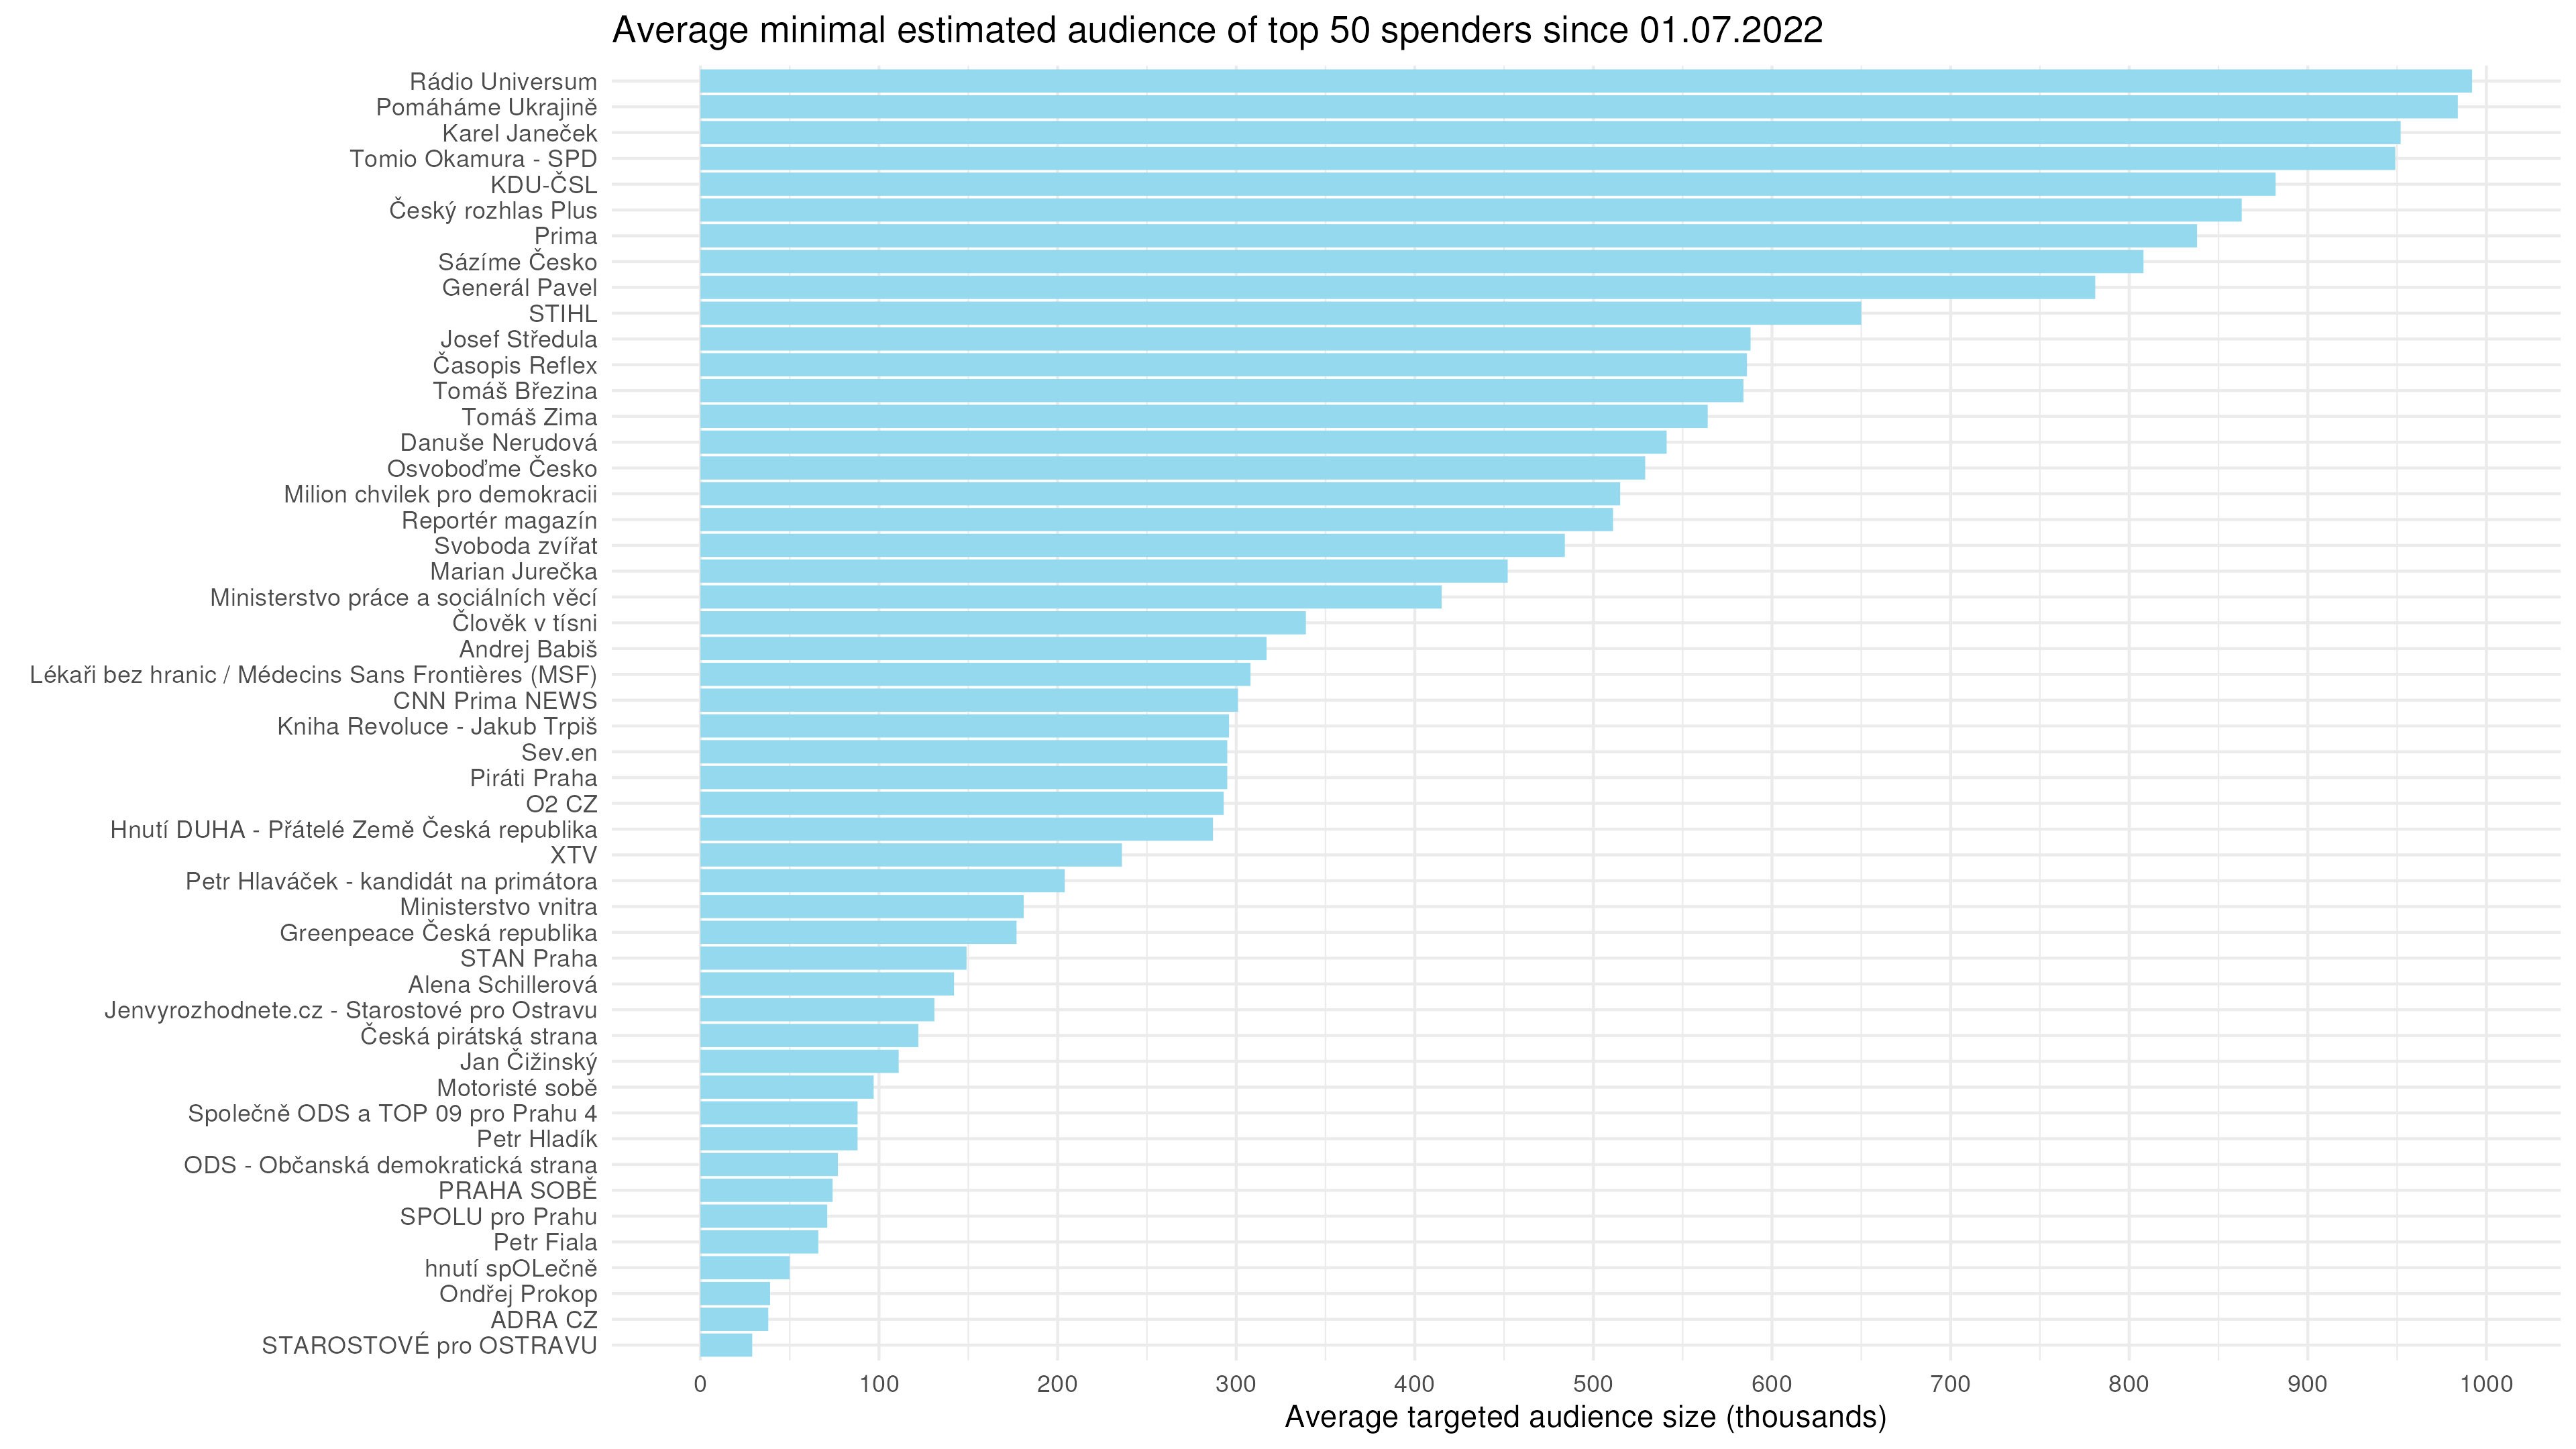 Average minimal estimated audience of top 50 spenders since 01.07.2022
Rádio Universum
Pomáháme Ukrajině
Karel Janeček
Tomio Okamura - SPD
KDU-ČSL
Český rozhlas Plus
Prima
Sázíme Česko
Generál Pavel
STIHL
Josef Středula
Časopis Reflex
Tomáš Březina
Tomáš Zima
Danuše Nerudová
Osvoboďme Česko
Milion chvilek pro demokracii
Reportér magazín
Svoboda zvířat
Marian Jurečka
Ministerstvo práce a sociálních věcí
Člověk v tísni
Andrej Babiš
Lékaři bez hranic / Médecins Sans Frontières (MSF)
CNN Prima NEWS
Kniha Revoluce - Jakub Trpiš
Sev.en
Piráti Praha
O2 CZ
Hnutí DUHA - Přátelé Země Česká republika
XTV
Petr Hlaváček - kandidát na primátora
Ministerstvo vnitra
Greenpeace Česká republika
STAN Praha
Alena Schillerová
Jenvyrozhodnete.cz - Starostové pro Ostravu
Česká pirátská strana
Jan Čižinský
Motoristé sobě
Společně ODS a TOP 09 pro Prahu 4
Petr Hladík
ODS - Občanská demokratická strana
PRAHA SOBĚ
SPOLU pro Prahu
Petr Fiala
hnutí spOLečně
Ondřej Prokop
ADRA CZ
STAROSTOVÉ pro OSTRAVU
0 100 200 300 400 500 600 700 800 900 1000
Average targeted audience size (thousands)